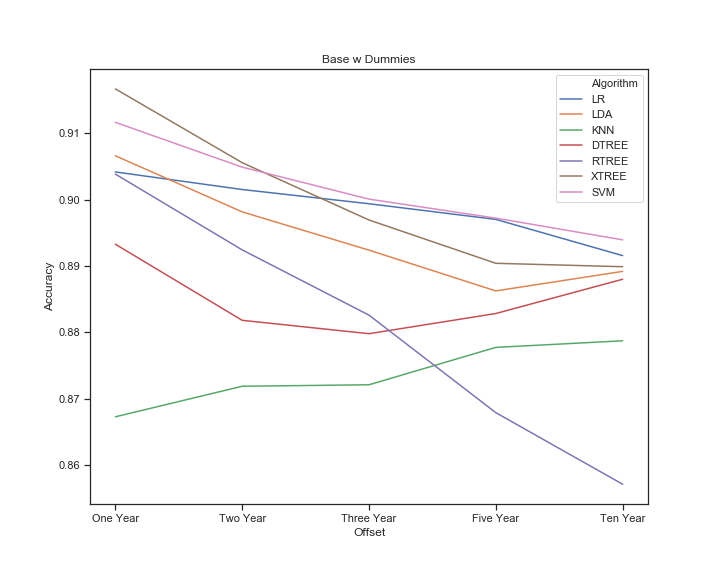 Base w Dummies
Algorithm
LR
LDA
KNN
DTREE
RTREE
XTREE
SVM
Accuracy
0.91
0.90
0.89
0.88
0.87
0.86
One Year
Two Year
Three Year
Five Year
Ten Year
Offset